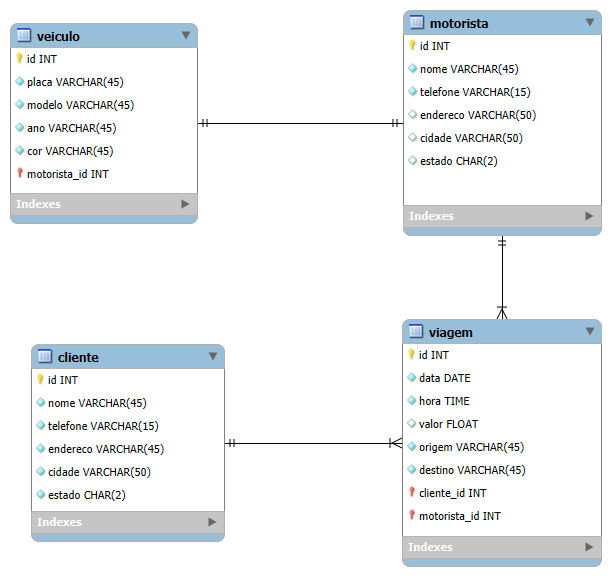 veiculo
id INT
placa VARCHAR(45)
modelo VARCHAR(45)
ano VARCHAR(45)
cor VARCHAR(45)
motorista_id INT
Indexes
motorista
id INT
nome VARCHAR(45)
telefone VARCHAR(15)
endereco VARCHAR(50)
cidade VARCHAR(50)
estado CHAR(2)
Indexes
cliente
id INT
nome VARCHAR(45)
telefone VARCHAR(15)
endereco VARCHAR(45)
cidade VARCHAR(50)
estado CHAR(2)
Indexes
viagem
id INT
data DATE
hora TIME
valor FLOAT
origem VARCHAR(45)
destino VARCHAR(45)
cliente_id INT
motorista_id INT
Indexes